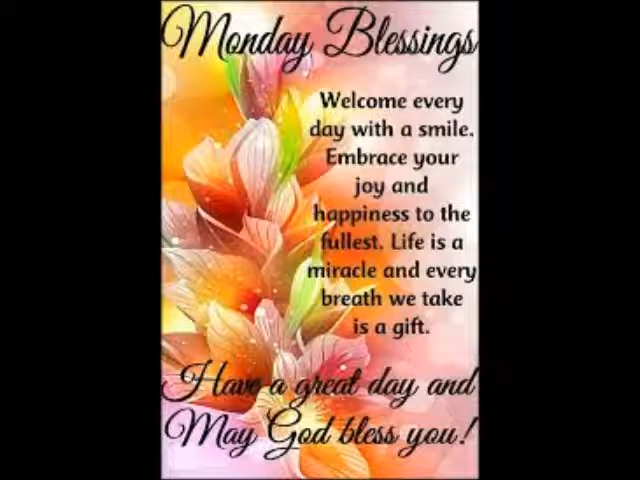 Monday Blessings
Welcome every
day with a smile.
Embrace your
joy and
happiness to the
fullest. Life is a
miracle and every
breath we take
is a gift.
Have a great day and
May God bless you!